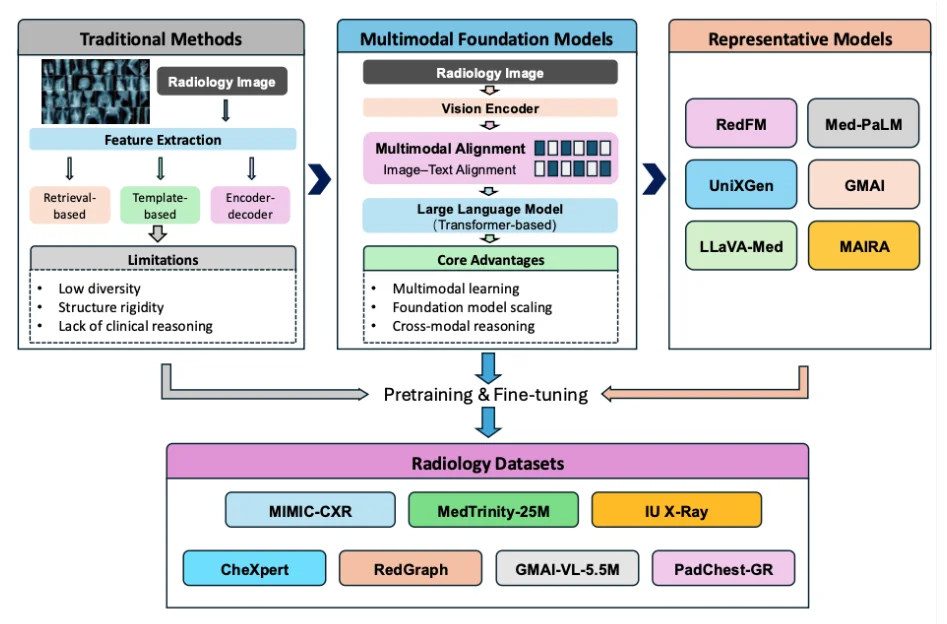 Traditional Methods
Radiology Image
Feature Extraction
Retrieval-
based
Template-
based
Encoder-
decoder
Limitations
• Low diversity
• Structure rigidity
• Lack of clinical reasoning
Multimodal Foundation Models
Radiology Image
Vision Encoder
Multimodal Alignment
Image–Text Alignment
Large Language Model
(Transformer-based)
Core Advantages
• Multimodal learning
• Foundation model scaling
• Cross-modal reasoning
Representative Models
RedFM
Med-PaLM
UniXGen
GMAI
LLaVA-Med
MAIRA
Pretraining & Fine-tuning
Radiology Datasets
MIMIC-CXR
MedTrinity-25M
IU X-Ray
CheXpert
RedGraph
GMAI-VL-5.5M
PadChest-GR